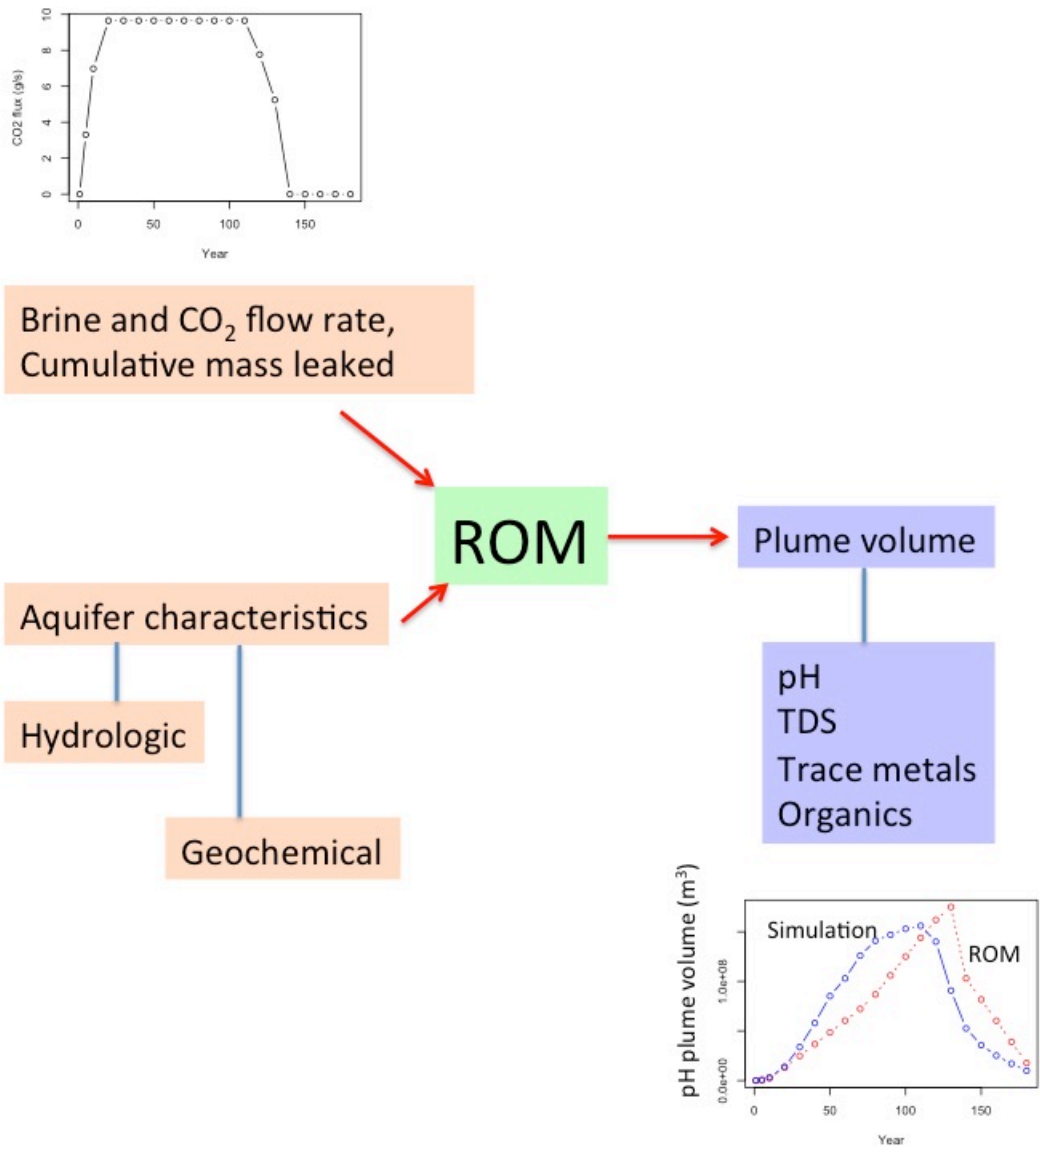 CO2 flux (g/s)
10
8
6
4
2
0
0 50 100 150
Year
Brine and CO₂ flow rate,
Cumulative mass leaked
ROM
Plume volume
Aquifer characteristics
Hydrologic
Geochemical
pH
TDS
Trace metals
Organics
pH plume volume (m³)
Simulation
ROM
1.0e+08
0.0e+00
0 50 100 150
Year